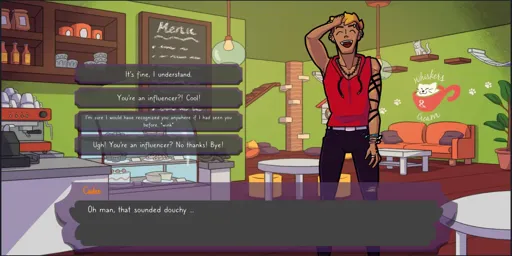 Menu
It's fine, I understand.
You're an influencer?! Cool!
I'm sure I would have recognized you anywhere if I had seen you
before. *wink*
Ugh! You're an influencer? No thanks! Bye!
whiskers
cream
Oh man, that sounded douchy ...